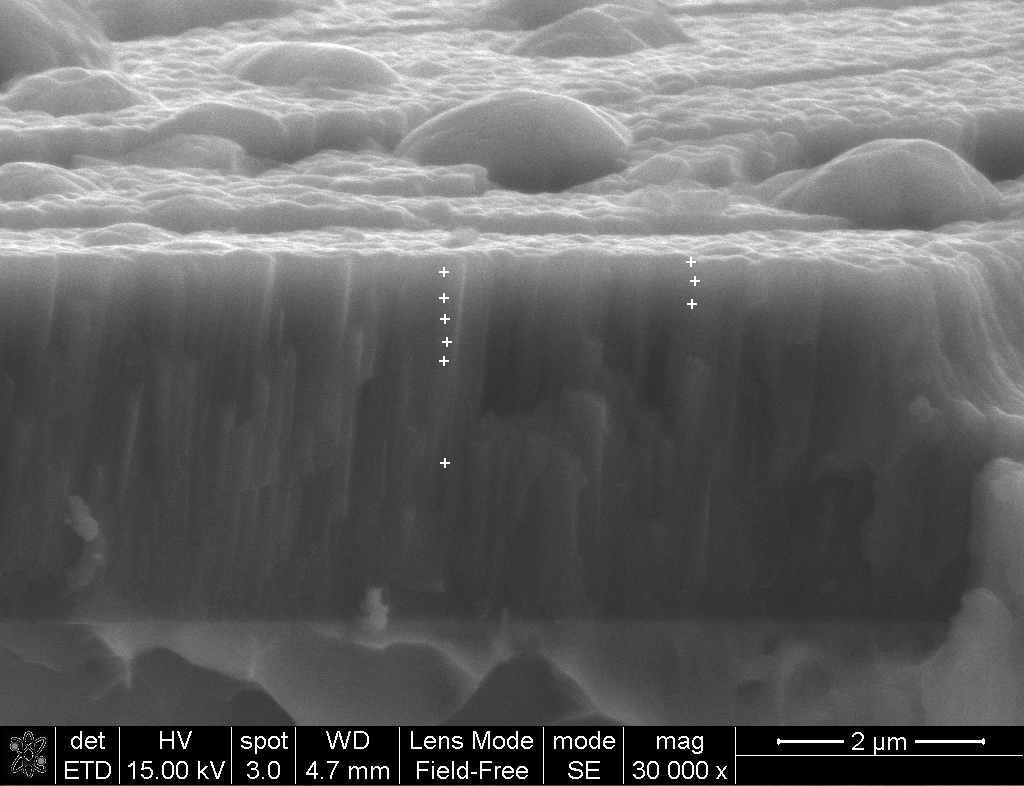 det HV spot WD Lens Mode mode mag
2 µm
ETD 15.00 kV 3.0 4.7 mm Field-Free SE 30 000 x